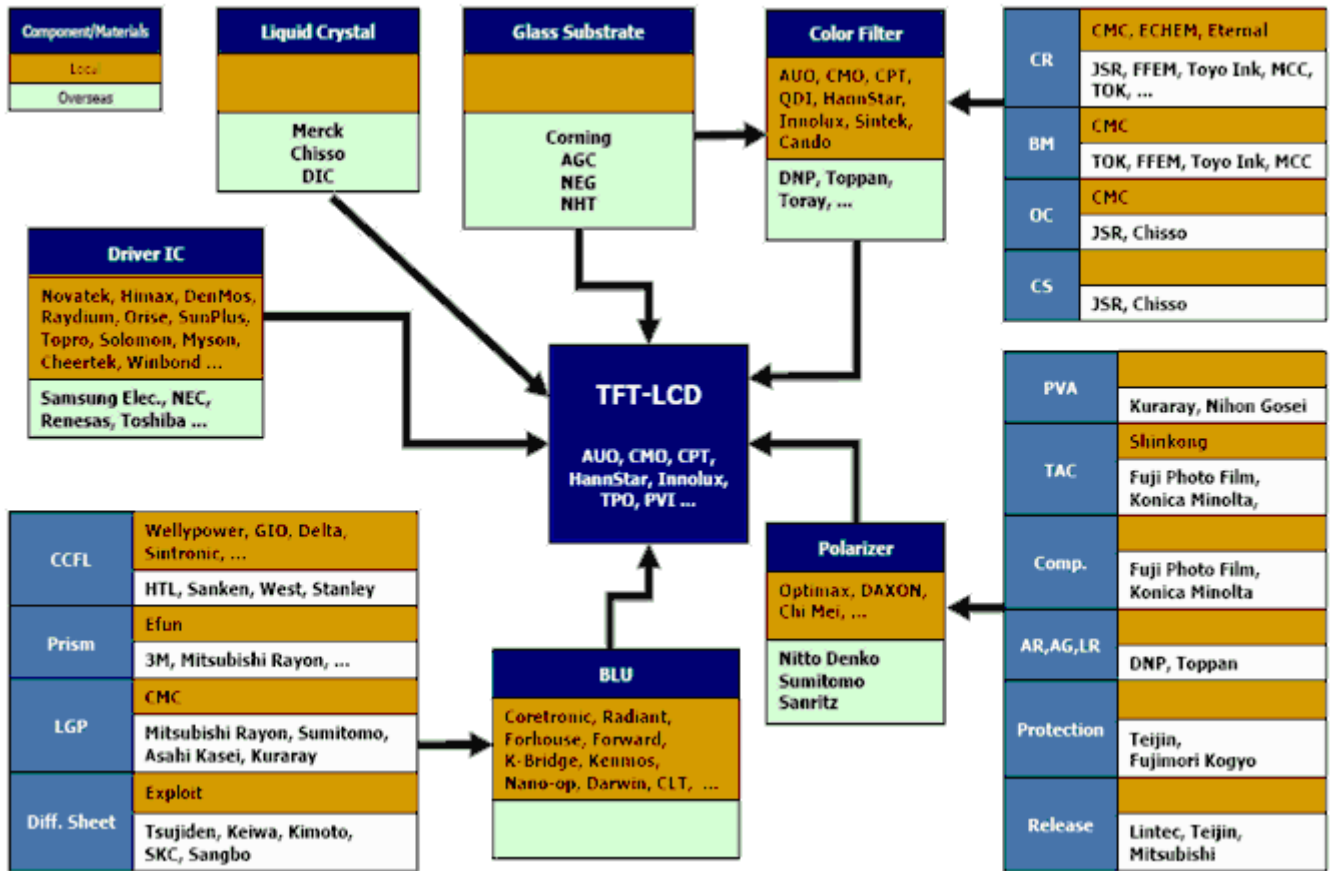 Component/Materials
Local
Overseas
Liquid Crystal
Merck
Chisso
DIC
Glass Substrate
Corning
AGC
NEG
NHT
Color Filter
AUO, CMO, CPT,
QDI, HannStar,
Innolux, Sintek,
Cando
DNP, Toppan,
Toray, ...
CR
CMC, ECHEM, Eternal
JSR, FFEM, Toyo Ink, MCC,
TOK, ...
BM
CMC
TOK, FFEM, Toyo Ink, MCC
OC
CMC
JSR, Chisso
CS
JSR, Chisso
Driver IC
Novatek, Himax, DenMos,
Raydium, Orise, SunPlus,
Topro, Solomon, Myson,
Cheertek, Winbond ...
Samsung Elec., NEC,
Renesas, Toshiba ...
TFT-LCD
AUO, CMO, CPT,
HannStar, Innolux,
TPO, PVI ...
PVA
Kuraray, Nihon Gosei
TAC
Shinkong
Fuji Photo Film,
Konica Minolta,
Comp.
Fuji Photo Film,
Konica Minolta
AR,AG,LR
DNP, Toppan
Protection
Teijin,
Fujimori Kogyo
Release
Lintec, Teijin,
Mitsubishi
Polarizer
Optimax, DAXON,
Chi Mei, ...
Nitto Denko
Sumitomo
Sanritz
CCFL
Wellypower, GIO, Delta,
Sintronic, ...
HTL, Sanken, West, Stanley
Prism
Efun
3M, Mitsubishi Rayon, ...
LGP
CMC
Mitsubishi Rayon, Sumitomo,
Asahi Kasei, Kuraray
Diff. Sheet
Exploit
Tsujiden, Keiwa, Kimoto,
SKC, Sangbo
BLU
Coretronic, Radiant,
Forhouse, Forward,
K-Bridge, Kenmos,
Nano-op, Darwin, CLT, ...